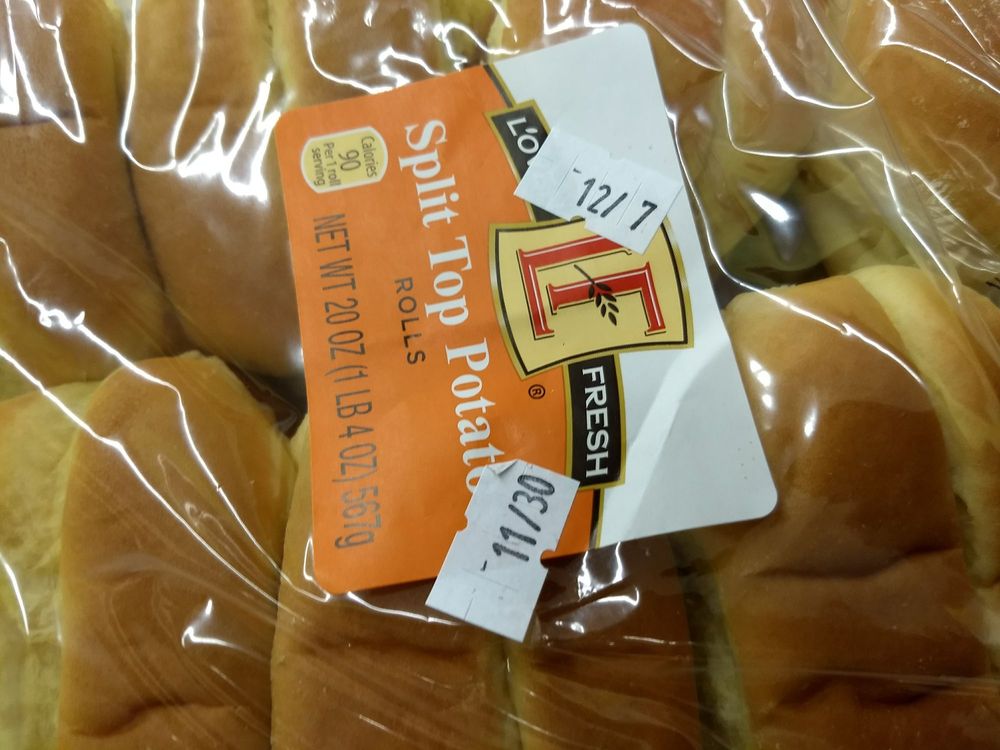 L'O
FRESH
LF
®
Split Top Potato
ROLLS
NET WT 20 OZ (1 LB 4 OZ) 567g
Calories
90
Per 1 roll
serving
-12/7
-11/30